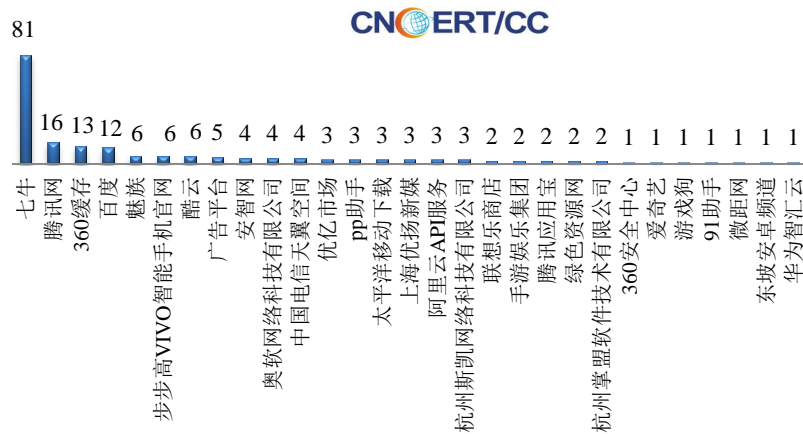 CNCERT/CC
81
16
13
12
6
6
6
5
4
4
4
3
3
3
3
3
3
2
2
2
2
2
1
1
1
1
1
1
1
七牛
腾讯网
360缓存
百度
魅族
步步高VIVO智能手机官网
酷云
广告平台
安智网
奥软网络科技有限公司
中国电信天翼空间
优亿市场
pp助手
太平洋移动下载
上海优扬新媒
阿里云API服务
杭州斯凯网络科技有限公司
联想乐商店
手游娱乐集团
腾讯应用宝
绿色资源网
杭州掌盟软件技术有限公司
360安全中心
爱奇艺
游戏狗
91助手
微距网
东坡安卓频道
华为智汇云